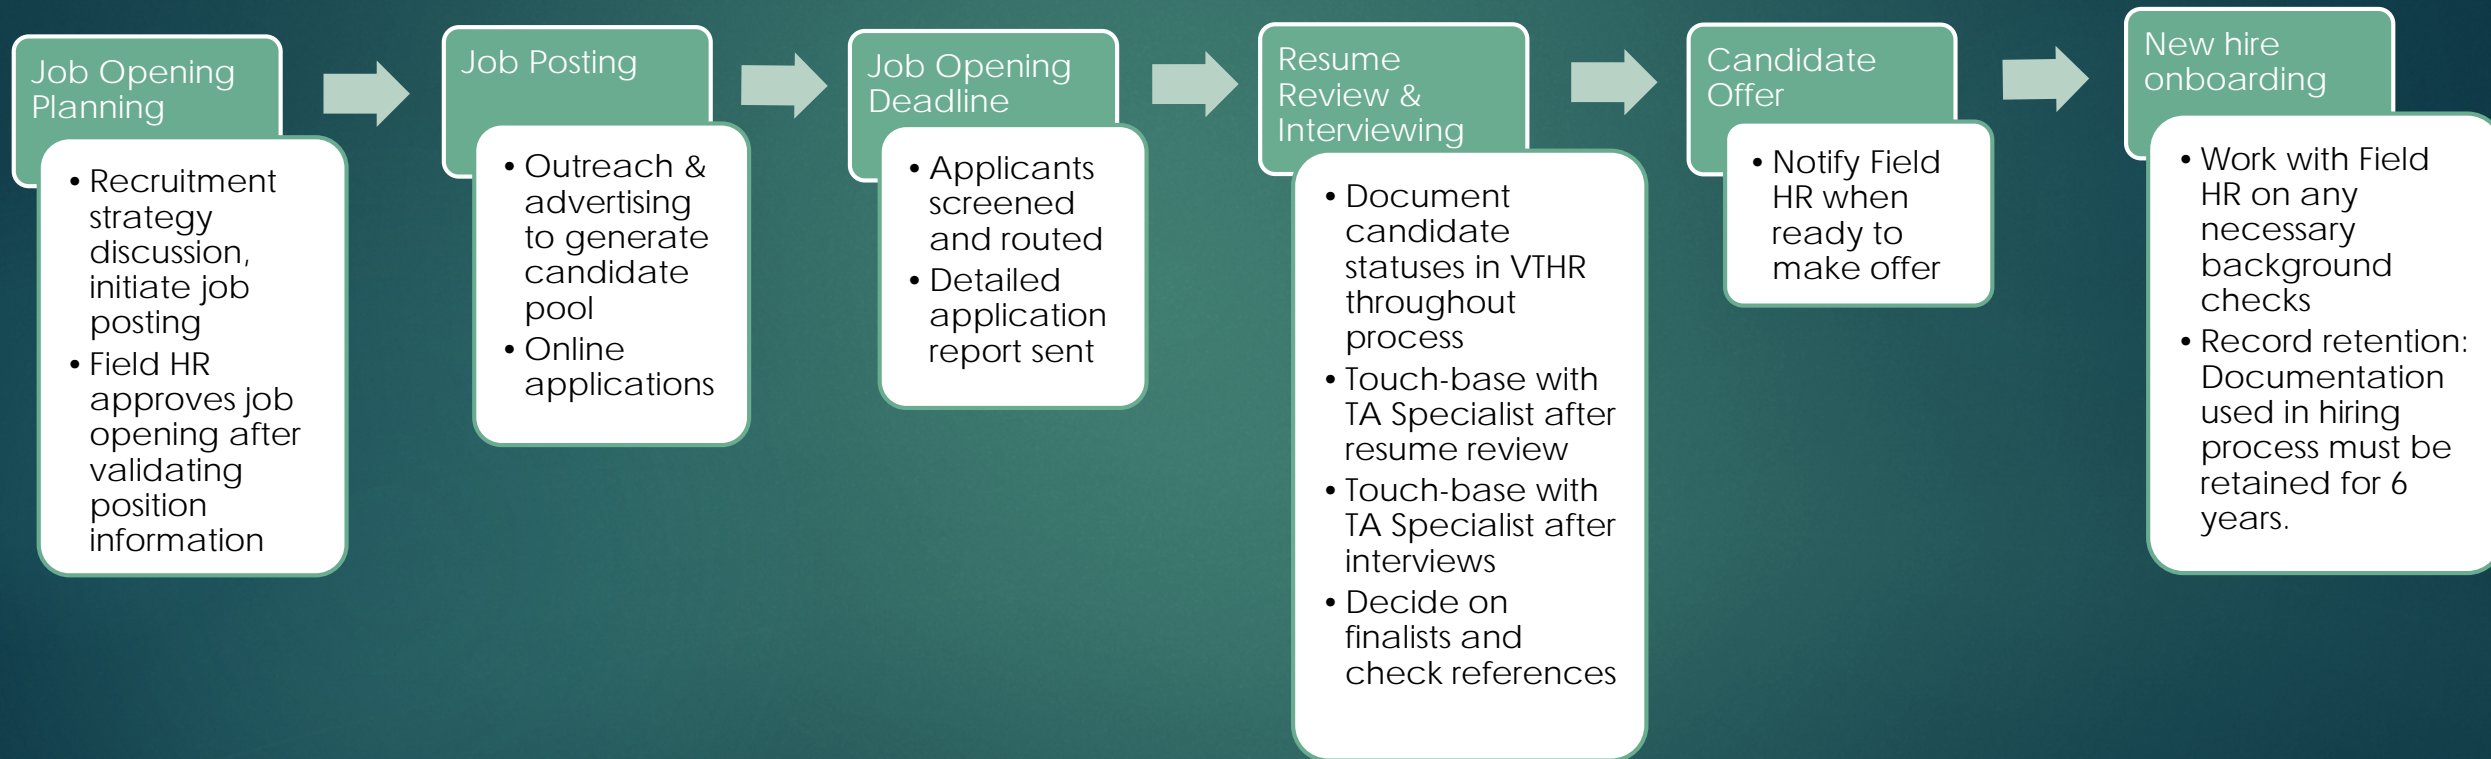 Job Opening
Planning
• Recruitment
strategy
discussion,
initiate job
posting
• Field HR
approves job
opening after
validating
position
information
Job Posting
• Outreach &
advertising
to generate
candidate
pool
• Online
applications
Job Opening
Deadline
• Applicants
screened
and routed
• Detailed
application
report sent
Resume
Review &
Interviewing
• Document
candidate
statuses in VTHR
throughout
process
• Touch-base with
TA Specialist after
resume review
• Touch-base with
TA Specialist after
interviews
• Decide on
finalists and
check references
Candidate
Offer
• Notify Field
HR when
ready to
make offer
New hire
onboarding
• Work with Field
HR on any
necessary
background
checks
• Record retention:
Documentation
used in hiring
process must be
retained for 6
years.